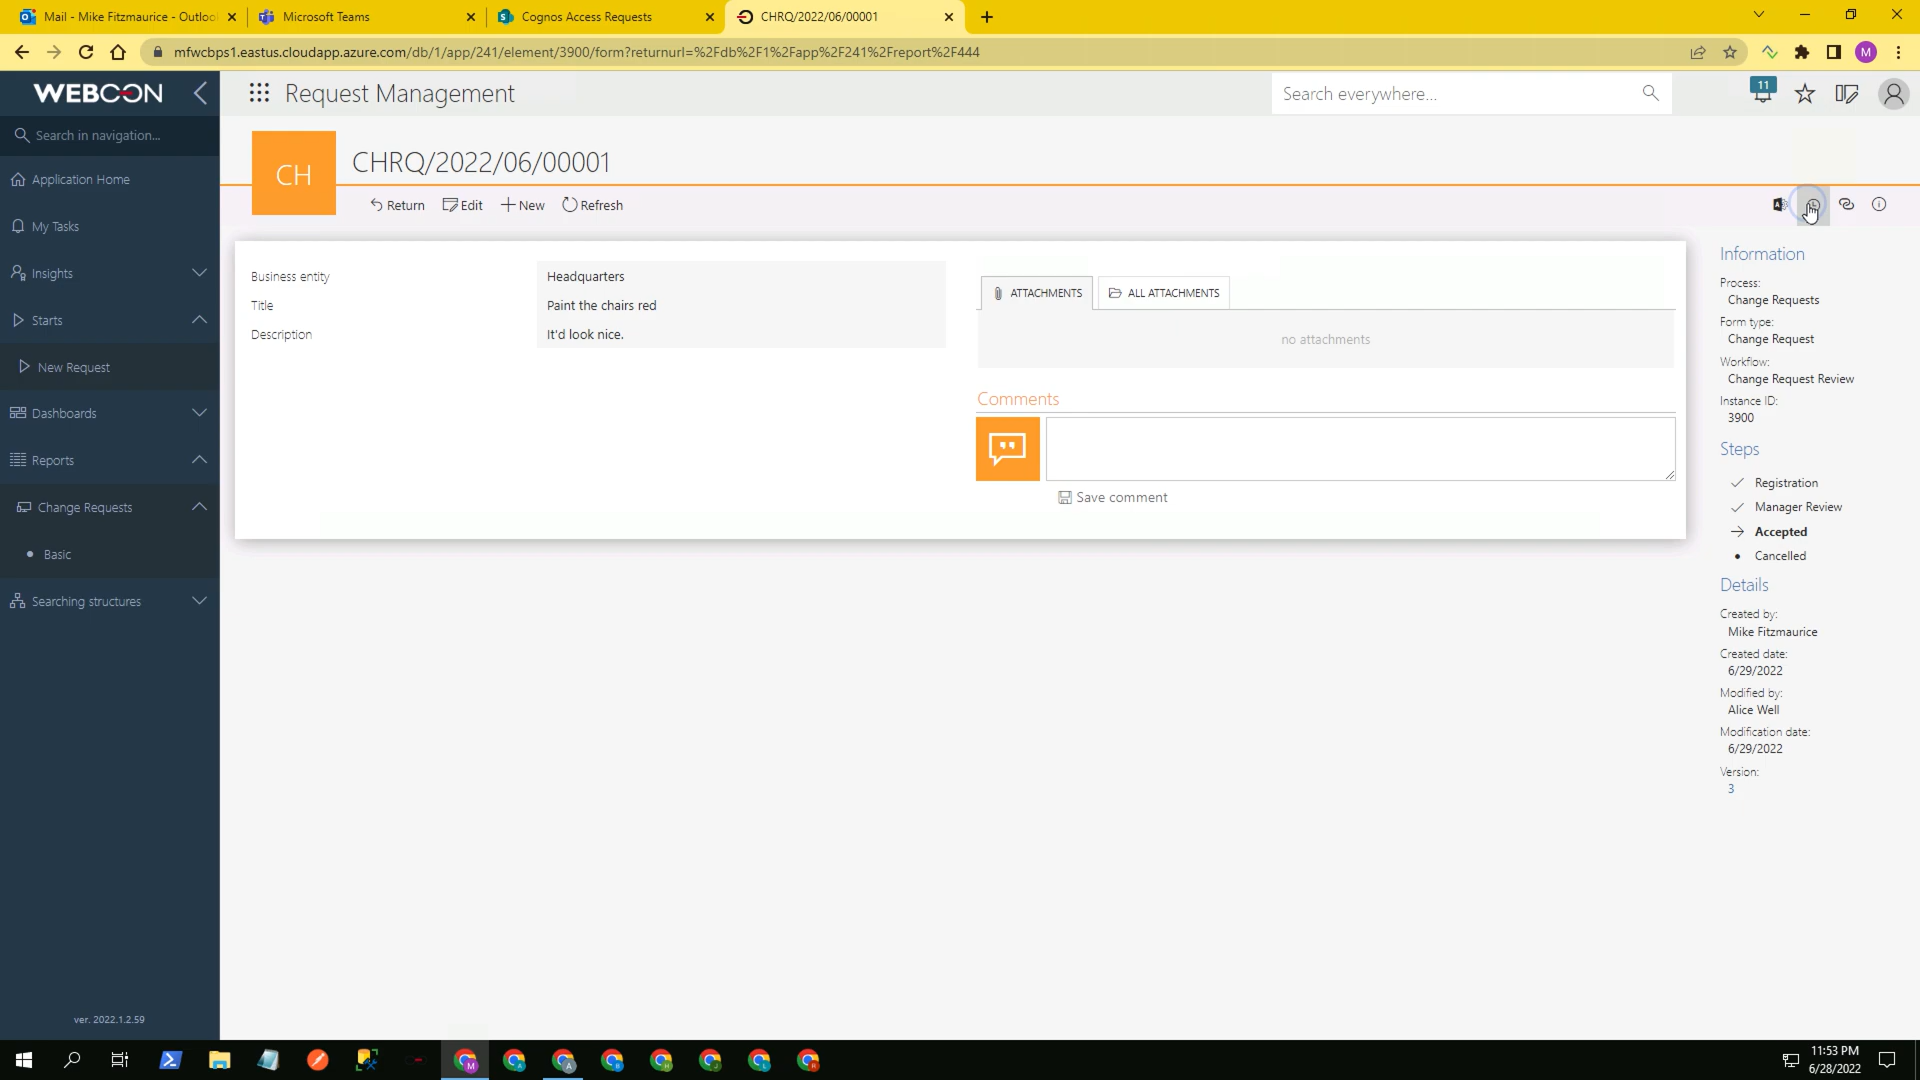 Mail - Mike Fitzmaurice - Outlo
Microsoft Teams
Cognos Access Requests
CHRQ/2022/06/00001
mfwcbps1.eastus.cloudapp.azure.com/db/1/app/241/element/3900/form?returnurl=%2Fdb%2F1%2Fapp%2F241%2Freport%2F444
M
WEBCON
Request Management
Search everywhere...
11
Search in navigation...
CH
CHRQ/2022/06/00001
Application Home
Return
Edit
New
Refresh
My Tasks
Insights
Starts
New Request
Dashboards
Reports
Change Requests
Basic
Searching structures
ver. 2022.1.2.59
Business entity
Headquarters
Title
Paint the chairs red
Description
It'd look nice.
ATTACHMENTS
ALL ATTACHMENTS
no attachments
Comments
Save comment
Information
Process:
Change Requests
Form type:
Change Request
Workflow:
Change Request Review
Instance ID:
3900
Steps
Registration
Manager Review
Accepted
Cancelled
Details
Created by:
Mike Fitzmaurice
Created date:
6/29/2022
Modified by:
Alice Well
Modification date:
6/29/2022
Version:
3
11:53 PM
6/28/2022